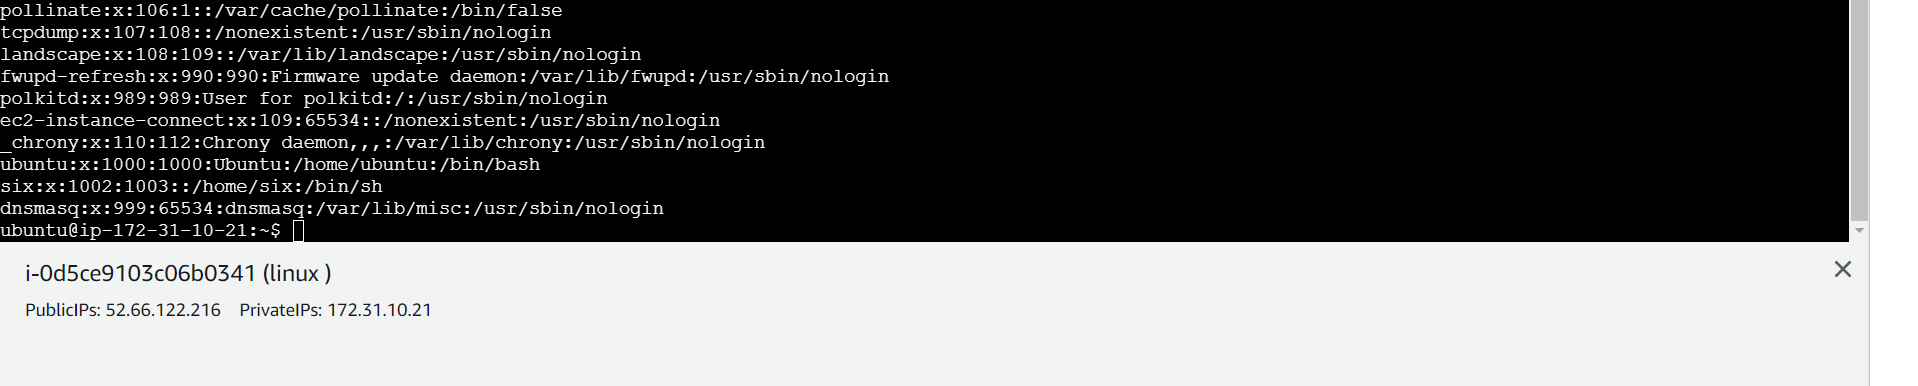 pollinate:x:106:1::/var/cache/pollinate:/bin/false
tcpdump:x:107:108::/nonexistent:/usr/sbin/nologin
landscape:x:108:109::/var/lib/landscape:/usr/sbin/nologin
fwupd-refresh:x:990:990:Firmware update daemon:/var/lib/fwupd:/usr/sbin/nologin
polkitd:x:989:989:User for polkitd:/:/usr/sbin/nologin
ec2-instance-connect:x:109:65534::/nonexistent:/usr/sbin/nologin
_chrony:x:110:112:Chrony daemon,,,:/var/lib/chrony:/usr/sbin/nologin
ubuntu:x:1000:1000:Ubuntu:/home/ubuntu:/bin/bash
six:x:1002:1003::/home/six:/bin/sh
dnsmasq:x:999:65534:dnsmasq:/var/lib/misc:/usr/sbin/nologin
ubuntu@ip-172-31-10-21:~$
i-0d5ce9103c06b0341 (linux )
PublicIPs: 52.66.122.216 PrivateIPs: 172.31.10.21